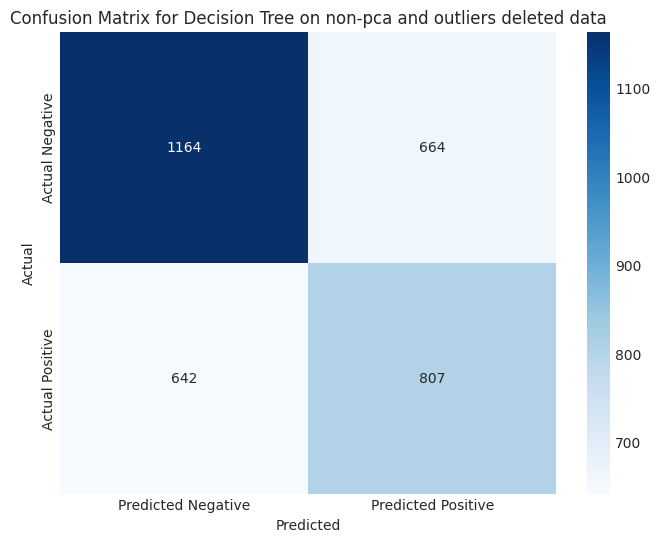 Confusion Matrix for Decision Tree on non-pca and outliers deleted data
Actual Negative
1164
664
Actual
Actual Positive
642
807
Predicted Negative
Predicted Positive
Predicted
1100
1000
900
800
700